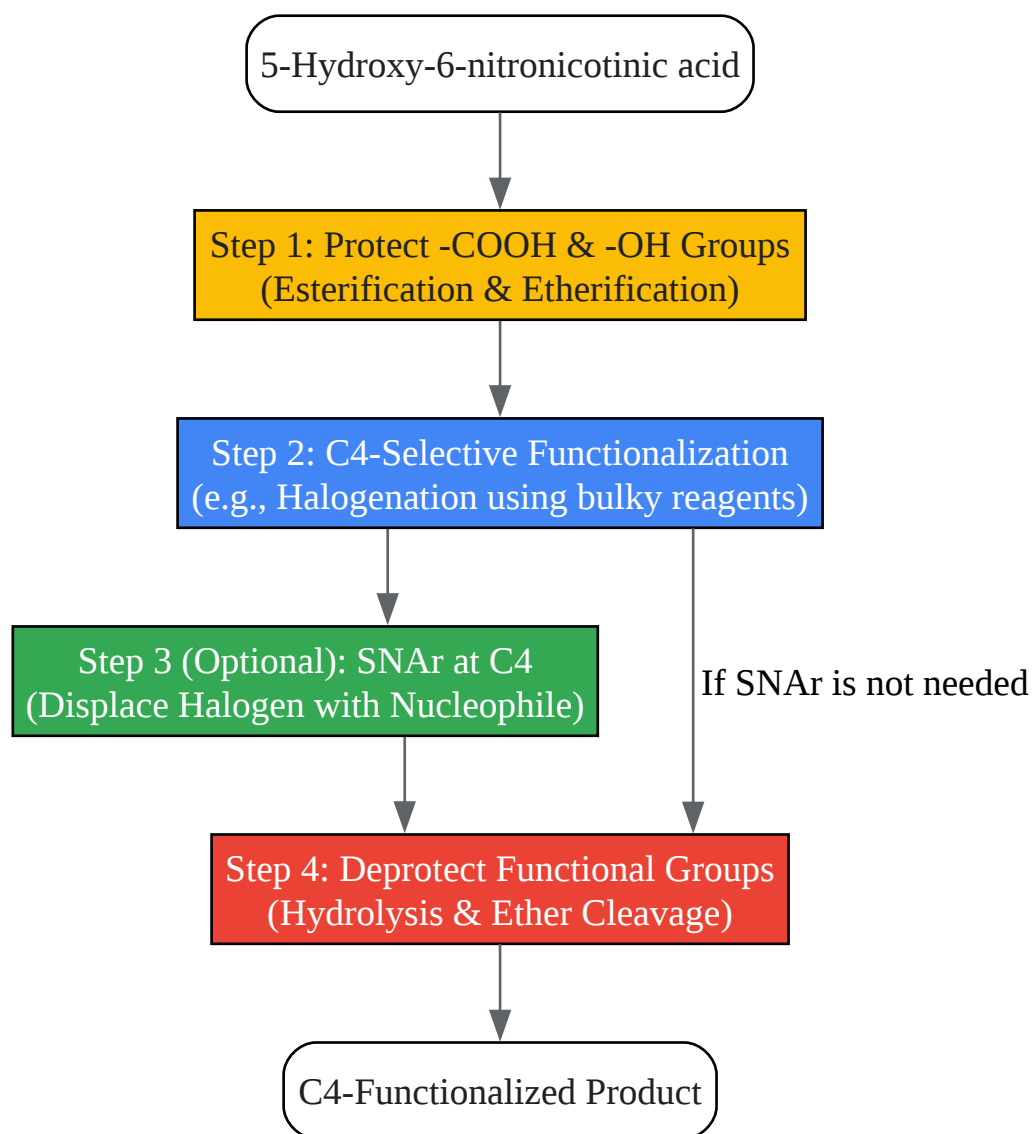 5-Hydroxy-6-nitronicotinic acid
Step 1: Protect -COOH & -OH Groups
(Esterification & Etherification)
Step 2: C4-Selective Functionalization
(e.g., Halogenation using bulky reagents)
Step 3 (Optional): SNAr at C4
(Displace Halogen with Nucleophile)
If SNAr is not needed
Step 4: Deprotect Functional Groups
(Hydrolysis & Ether Cleavage)
C4-Functionalized Product